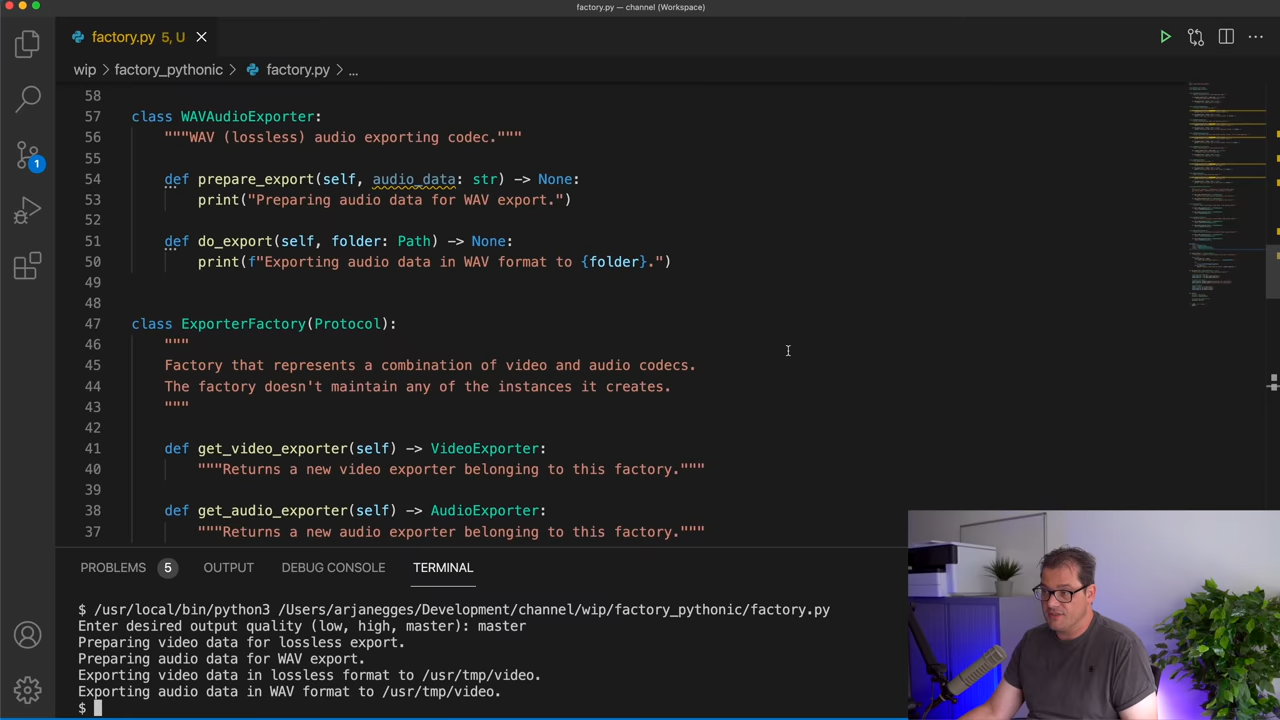 factory.py — channel (Workspace)
factory.py 5, U
wip > factory_pythonic > factory.py > ...
58
57 class WAVAudioExporter:
56 """WAV (lossless) audio exporting codec."""
55
54 def prepare_export(self, audio_data: str) -> None:
53 print("Preparing audio data for WAV export.")
52
51 def do_export(self, folder: Path) -> None:
50 print(f"Exporting audio data in WAV format to {folder}.")
49
48
47 class ExporterFactory(Protocol):
46 """
45 Factory that represents a combination of video and audio codecs.
44 The factory doesn't maintain any of the instances it creates.
43 """
42
41 def get_video_exporter(self) -> VideoExporter:
40 """Returns a new video exporter belonging to this factory."""
39
38 def get_audio_exporter(self) -> AudioExporter:
37 """Returns a new audio exporter belonging to this factory."""
1
PROBLEMS 5 OUTPUT DEBUG CONSOLE TERMINAL
$ /usr/local/bin/python3 /Users/arjanegges/Development/channel/wip/factory_pythonic/factory.py
Enter desired output quality (low, high, master): master
Preparing video data for lossless export.
Preparing audio data for WAV export.
Exporting video data in lossless format to /usr/tmp/video.
Exporting audio data in WAV format to /usr/tmp/video.
$